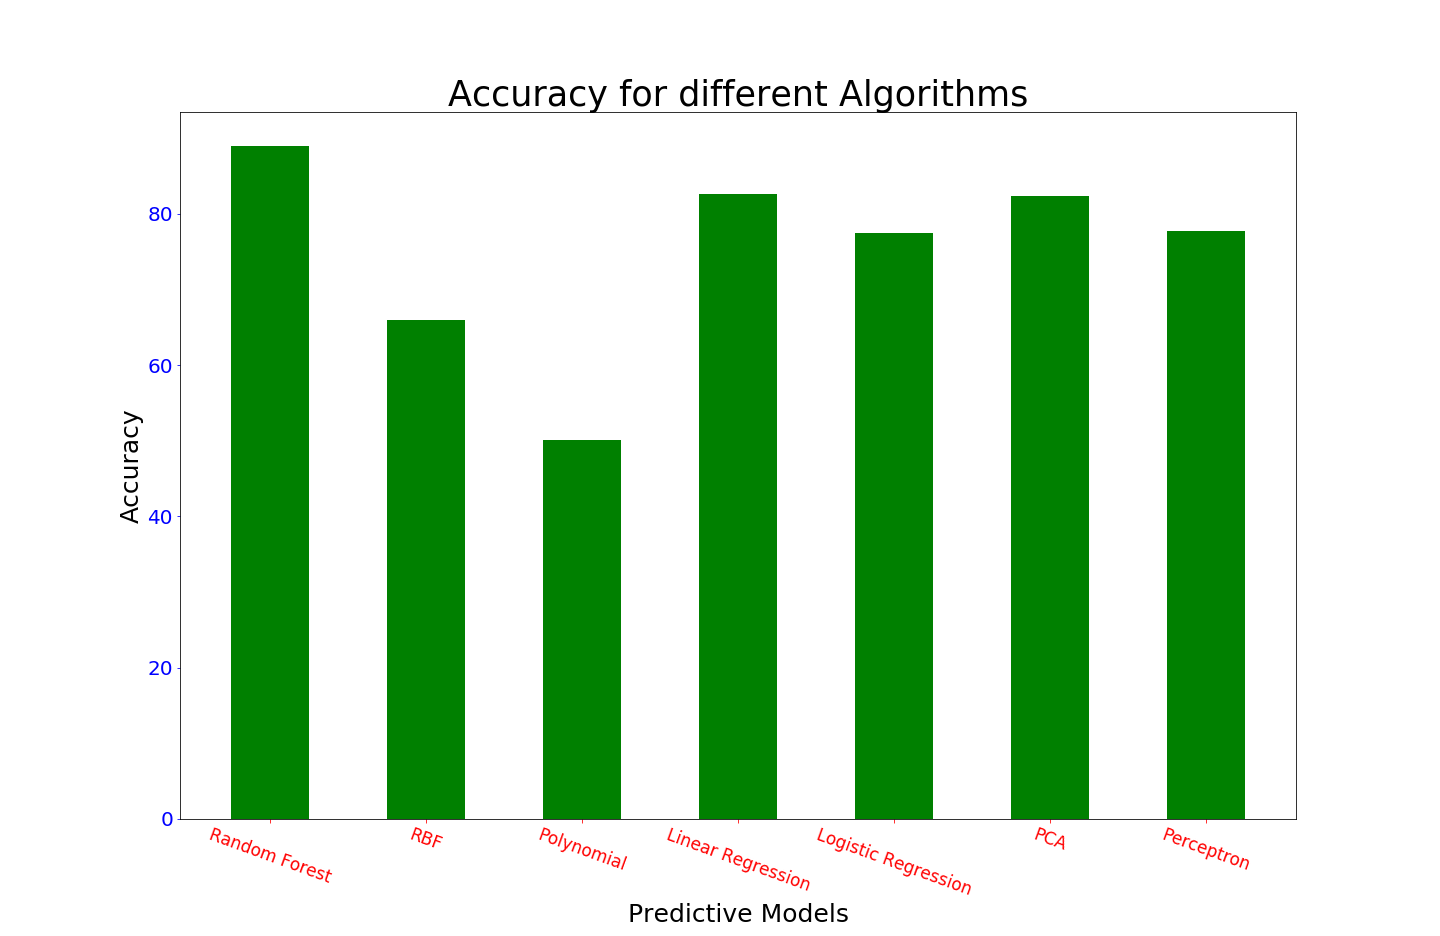 Accuracy for different Algorithms
80
60
40
20
0
Accuracy
Random Forest
RBF
Polynomial
Linear Regression
Logistic Regression
PCA
Perceptron
Predictive Models